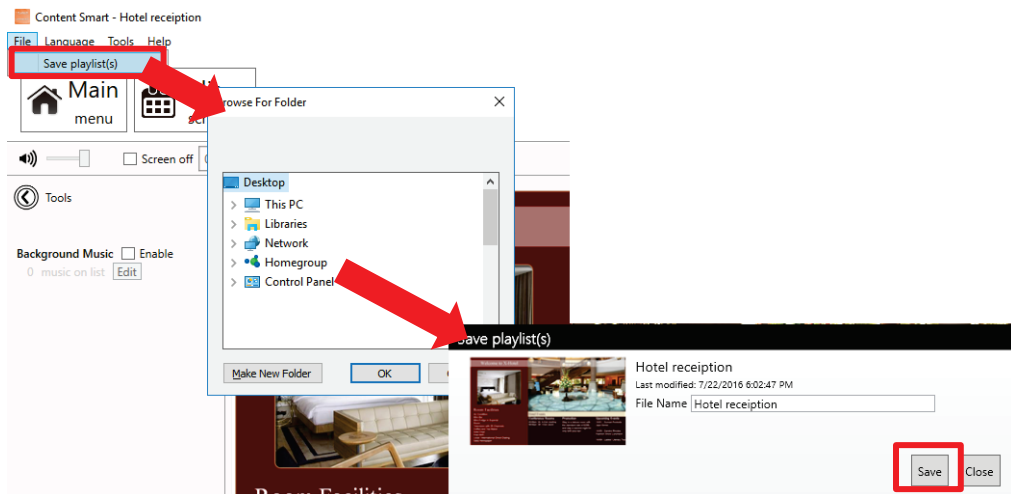 Content Smart - Hotel receiption
File Language Tools Help
Save playlist(s)
Main
menu
Screen off
Tools
Background Music Enable
0 music on list Edit
rowse For Folder
Desktop
This PC
Libraries
Network
Homegroup
Control Panel
Make New Folder OK
ave playlist(s)
Hotel receiption
Last modified: 7/22/2016 6:02:47 PM
File Name Hotel receiption
Save Close
Room Facilities